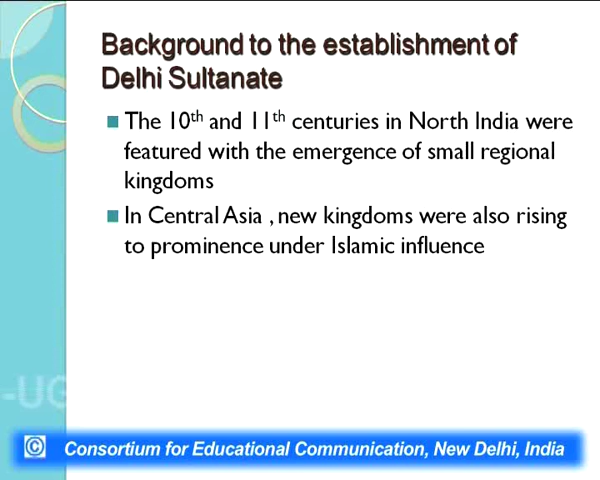 Background to the establishment of
Delhi Sultanate
The 10th and 11th centuries in North India were
featured with the emergence of small regional
kingdoms
In Central Asia , new kingdoms were also rising
to prominence under Islamic influence
-UG
© Consortium for Educational Communication, New Delhi, India